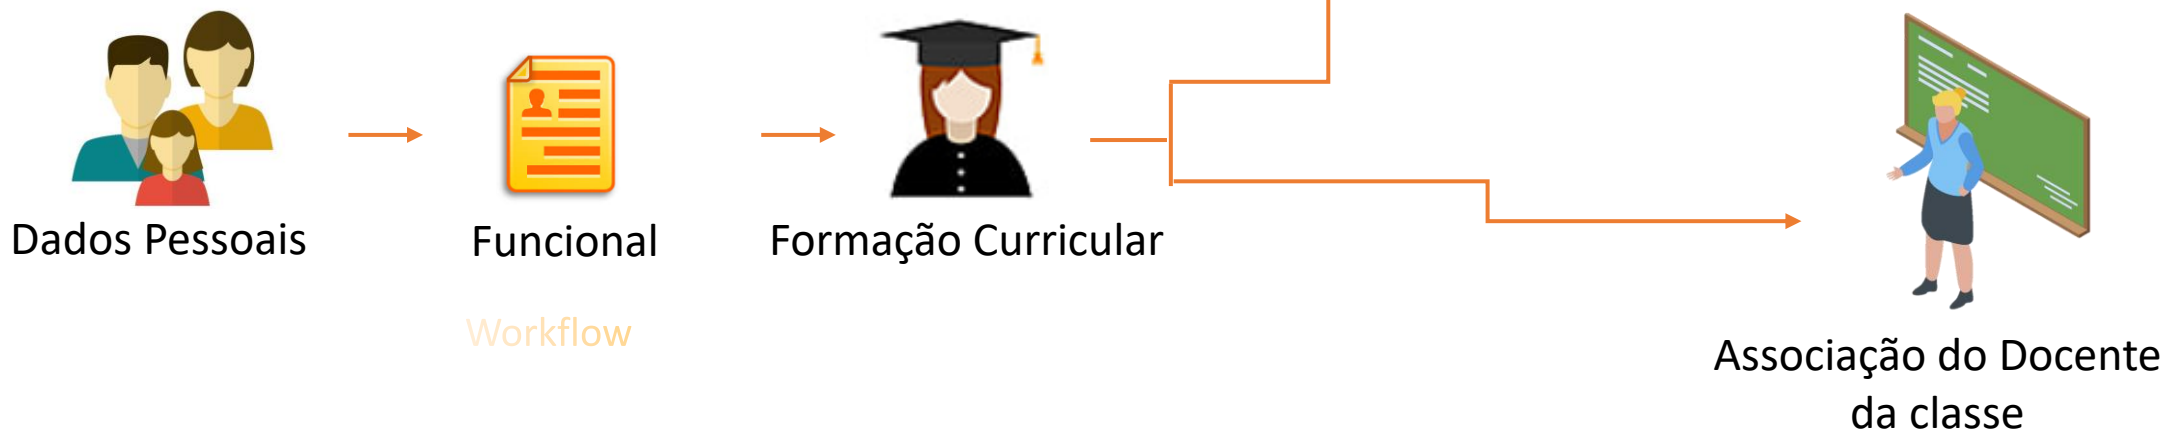 Dados Pessoais
Funcional
Formação Curricular
Workflow
Associação do Docente
da classe